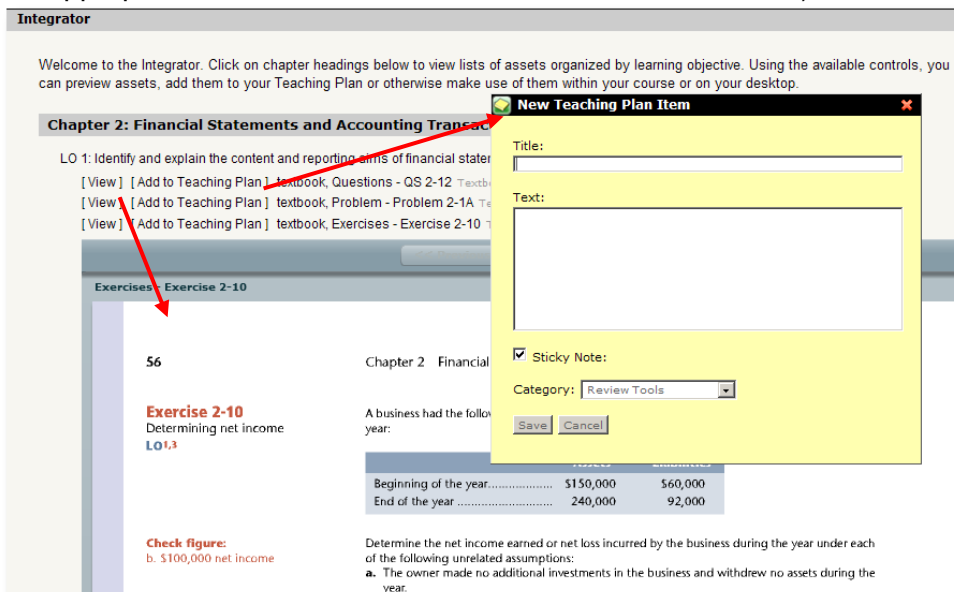 Integrator
Welcome to the Integrator. Click on chapter headings below to view lists of assets organized by learning objective. Using the available controls, you
can preview assets, add them to your Teaching Plan or otherwise make use of them within your course or on your desktop.
Chapter 2: Financial Statements and Accounting Transac
LO 1: Identify and explain the content and reporting aims of financial stater
[ View ] [ Add to Teaching Plan ] textbook, Questions - QS 2-12
[ View ] [ Add to Teaching Plan ] textbook, Problem - Problem 2-1A
[ View ] [ Add to Teaching Plan ] textbook, Exercises - Exercise 2-10
Exercises - Exercise 2-10
56 Chapter 2 Financial
Exercise 2-10
Determining net income
LO1,3
A business had the follow
year:
Assets Liabilities
Beginning of the year................... $150,000 $60,000
End of the year ............................ 240,000 92,000
Check figure:
b. $100,000 net income
Determine the net income earned or net loss incurred by the business during the year under each
of the following unrelated assumptions:
a. The owner made no additional investments in the business and withdrew no assets during the
year.
New Teaching Plan Item
Title:
Text:
Sticky Note:
Category: Review Tools
Save Cancel